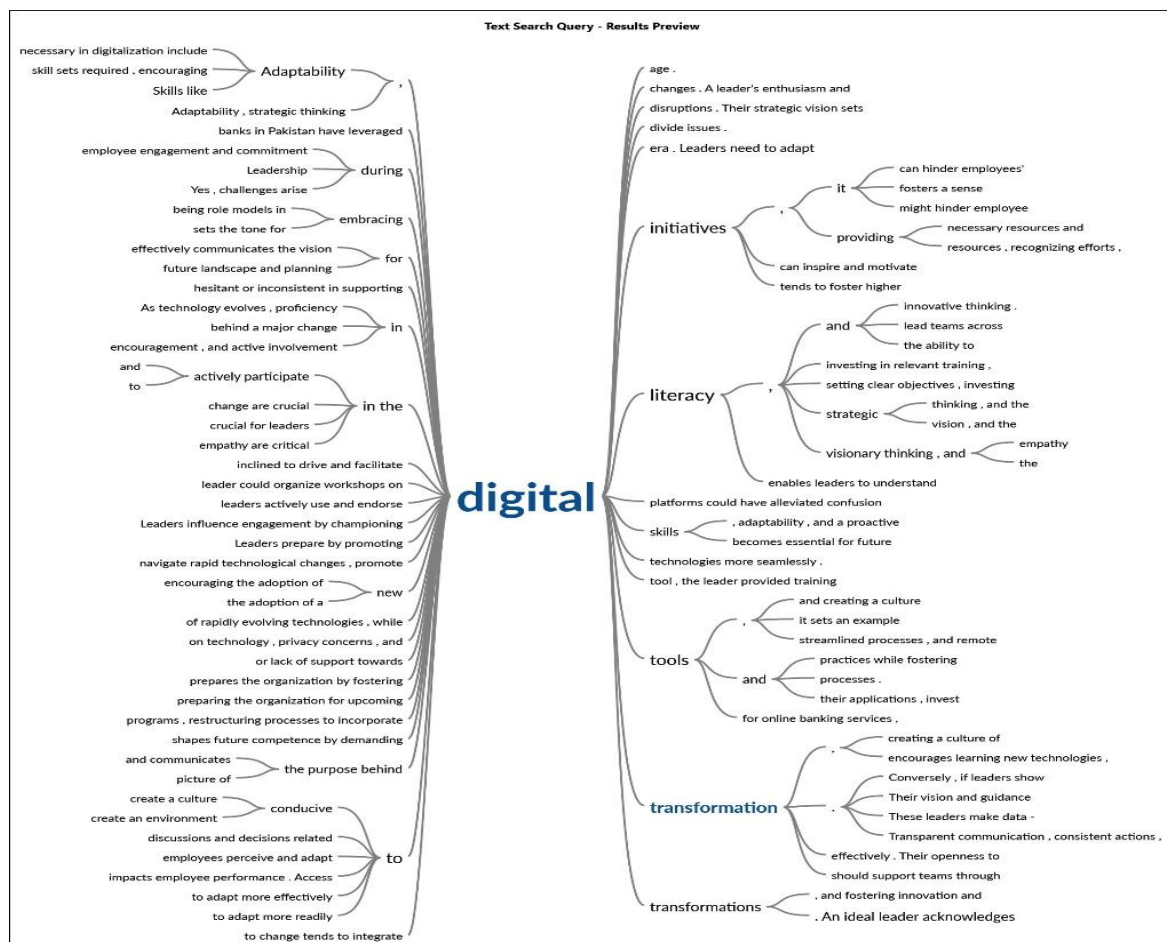 Text Search Query - Results Preview
necessary in digitalization include
skill sets required , encouraging
Skills like
Adaptability
Adaptability , strategic thinking
,
banks in Pakistan have leveraged
employee engagement and commitment
Leadership
Yes , challenges arise
during
being role models in
sets the tone for
embracing
effectively communicates the vision
future landscape and planning
for
hesitant or inconsistent in supporting
As technology evolves , proficiency
behind a major change
encouragement , and active involvement
in
and
to
actively participate
change are crucial
crucial for leaders
empathy are critical
in the
inclined to drive and facilitate
leader could organize workshops on
leaders actively use and endorse
Leaders influence engagement by championing
Leaders prepare by promoting
navigate rapid technological changes , promote
encouraging the adoption of
the adoption of a
new
of rapidly evolving technologies , while
on technology , privacy concerns , and
or lack of support towards
prepares the organization by fostering
preparing the organization for upcoming
programs , restructuring processes to incorporate
shapes future competence by demanding
and communicates
picture of
the purpose behind
create a culture
create an environment
conducive
discussions and decisions related
employees perceive and adapt
impacts employee performance . Access
to adapt more effectively
to adapt more readily
to
to change tends to integrate
digital
age .
changes . A leader's enthusiasm and
disruptions . Their strategic vision sets
divide issues .
era . Leaders need to adapt
initiatives
,
it
can hinder employees'
fosters a sense
might hinder employee
providing
necessary resources and
resources , recognizing efforts ,
can inspire and motivate
tends to foster higher
literacy
,
and
innovative thinking .
lead teams across
the ability to
investing in relevant training ,
setting clear objectives , investing
strategic
thinking , and the
vision , and the
visionary thinking , and
empathy
the
enables leaders to understand
platforms could have alleviated confusion
skills
, adaptability , and a proactive
becomes essential for future
technologies more seamlessly .
tool , the leader provided training
tools
,
and creating a culture
it sets an example
streamlined processes , and remote
and
practices while fostering
processes .
their applications , invest
for online banking services ,
transformation
,
creating a culture of
encourages learning new technologies ,
.
Conversely , if leaders show
Their vision and guidance
These leaders make data -
Transparent communication , consistent actions ,
effectively . Their openness to
should support teams through
transformations
, and fostering innovation and
. An ideal leader acknowledges